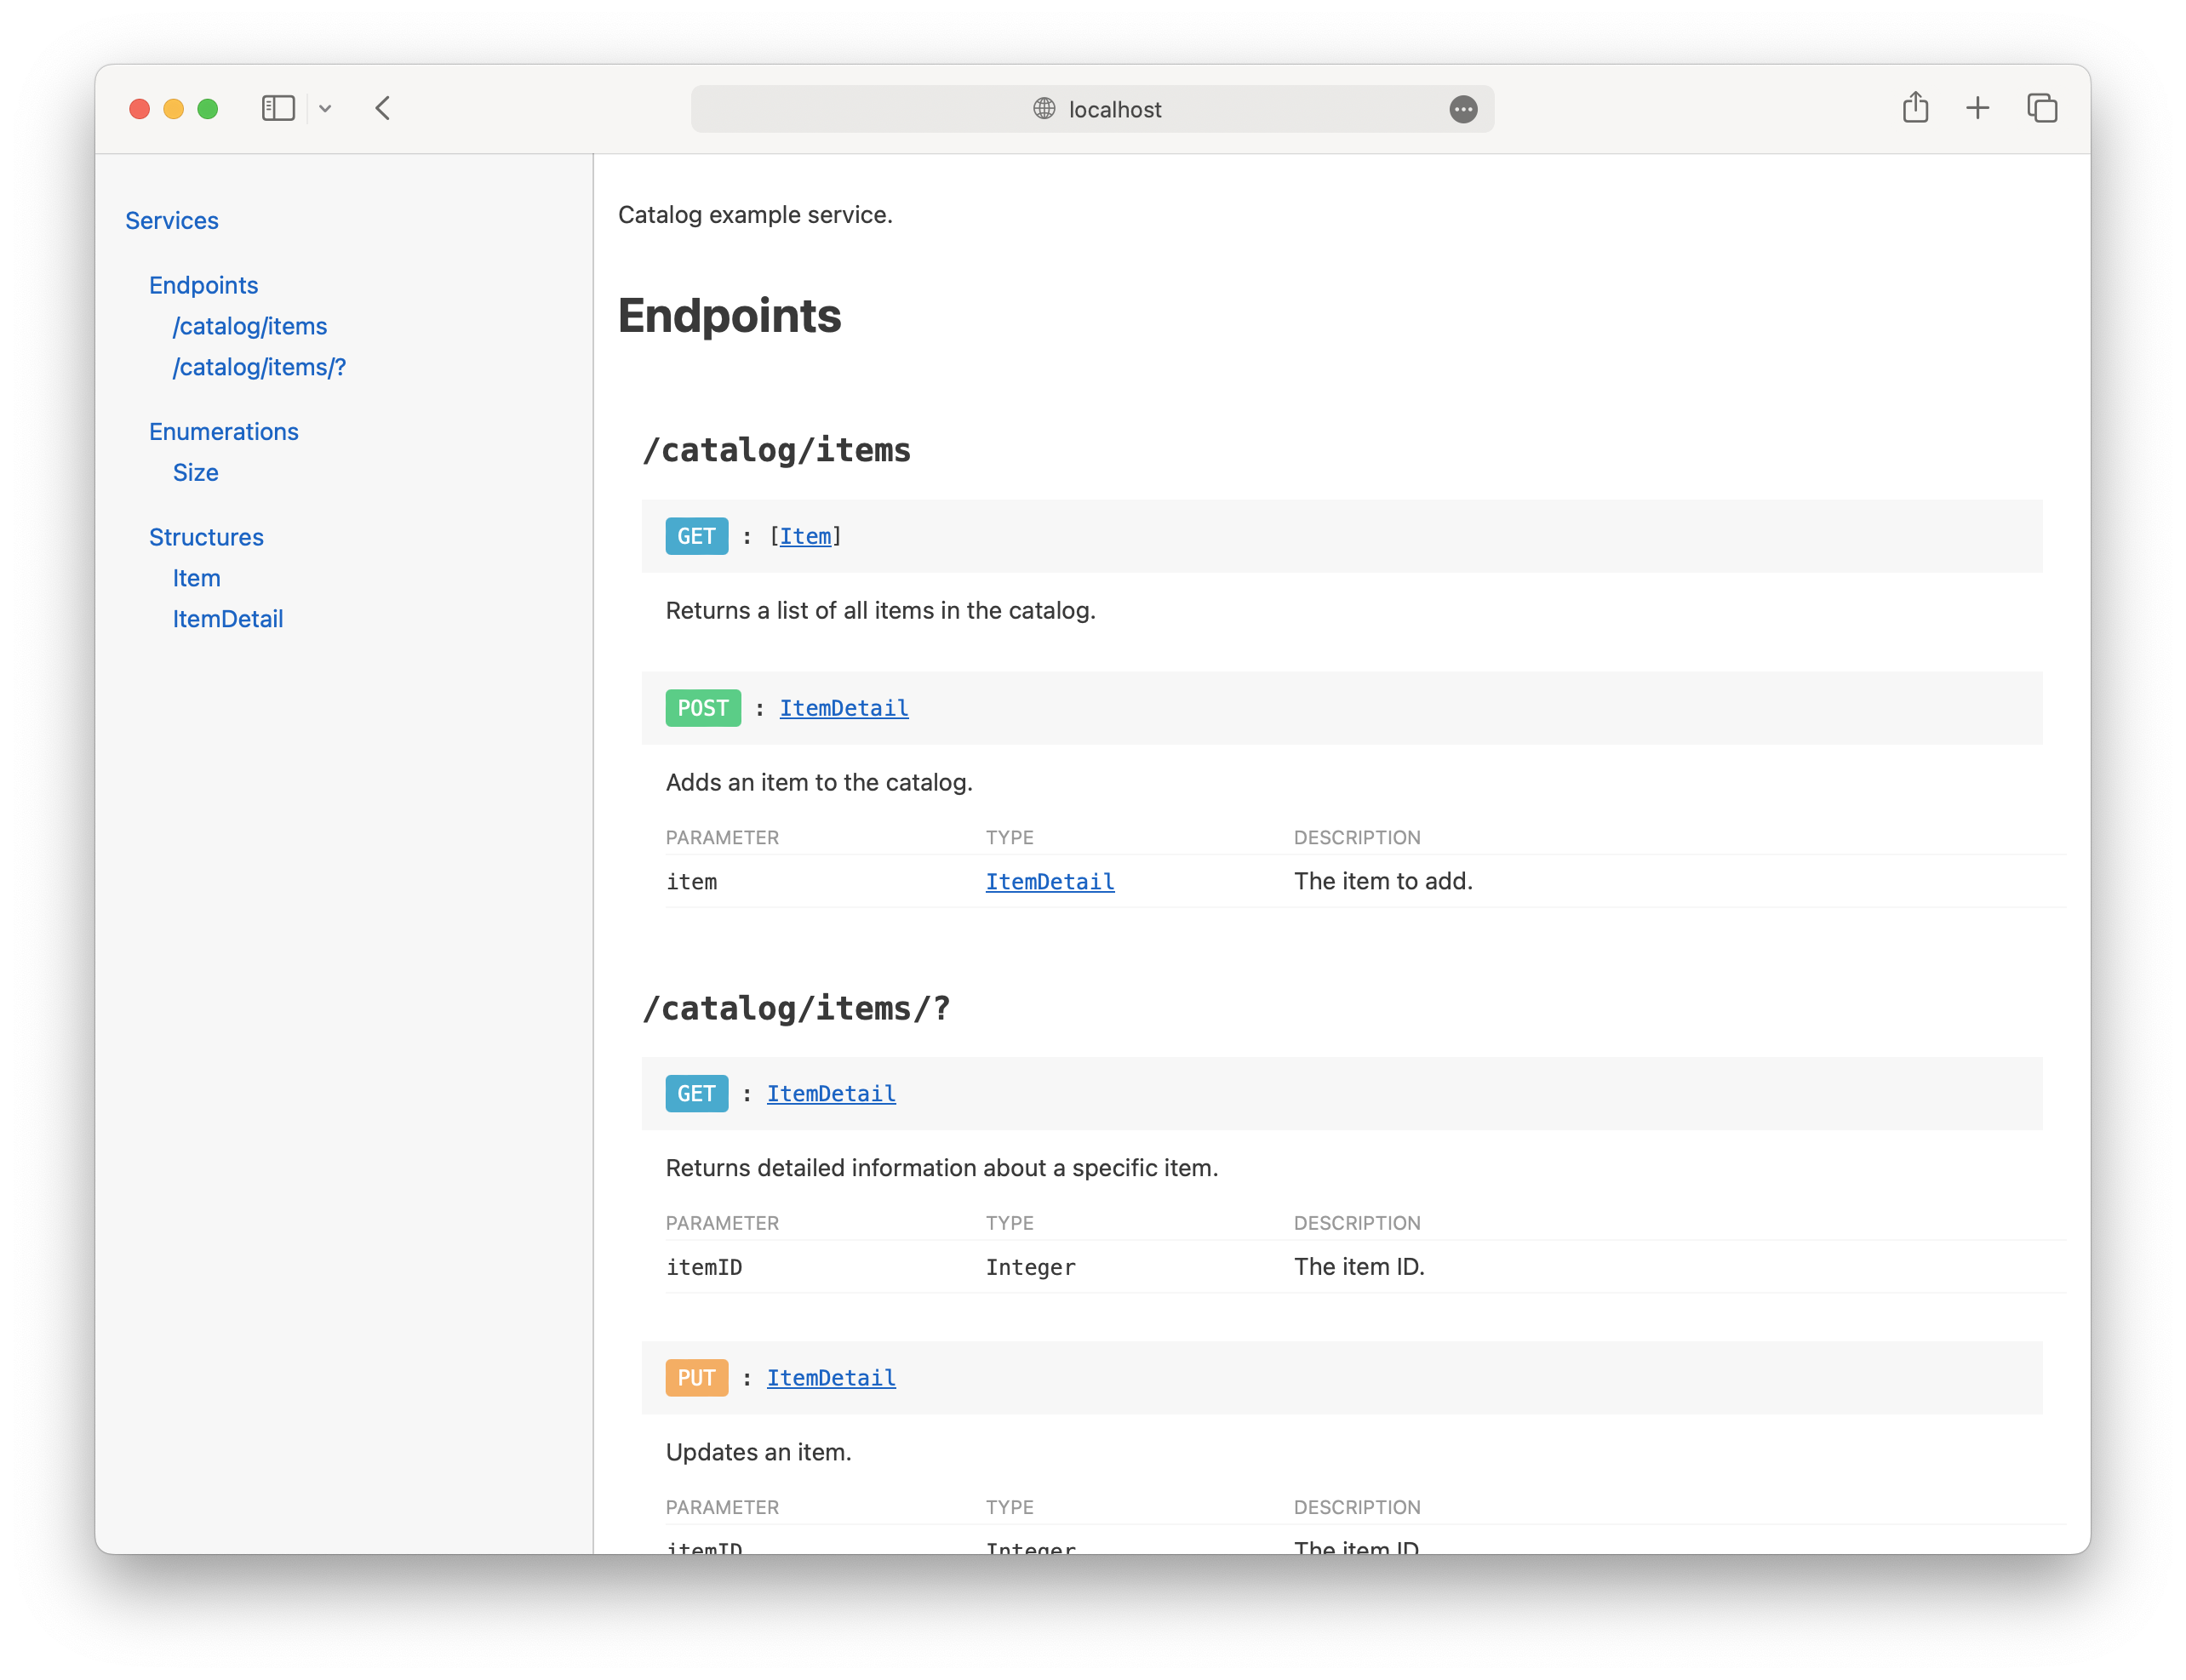 localhost
Services
Endpoints
/catalog/items
/catalog/items/?
Enumerations
Size
Structures
Item
ItemDetail
Catalog example service.
Endpoints
/catalog/items
GET : [Item]
Returns a list of all items in the catalog.
POST : ItemDetail
Adds an item to the catalog.
PARAMETER TYPE DESCRIPTION
item ItemDetail The item to add.
/catalog/items/?
GET : ItemDetail
Returns detailed information about a specific item.
PARAMETER TYPE DESCRIPTION
itemID Integer The item ID.
PUT : ItemDetail
Updates an item.
PARAMETER TYPE DESCRIPTION
itemID Integer The item ID